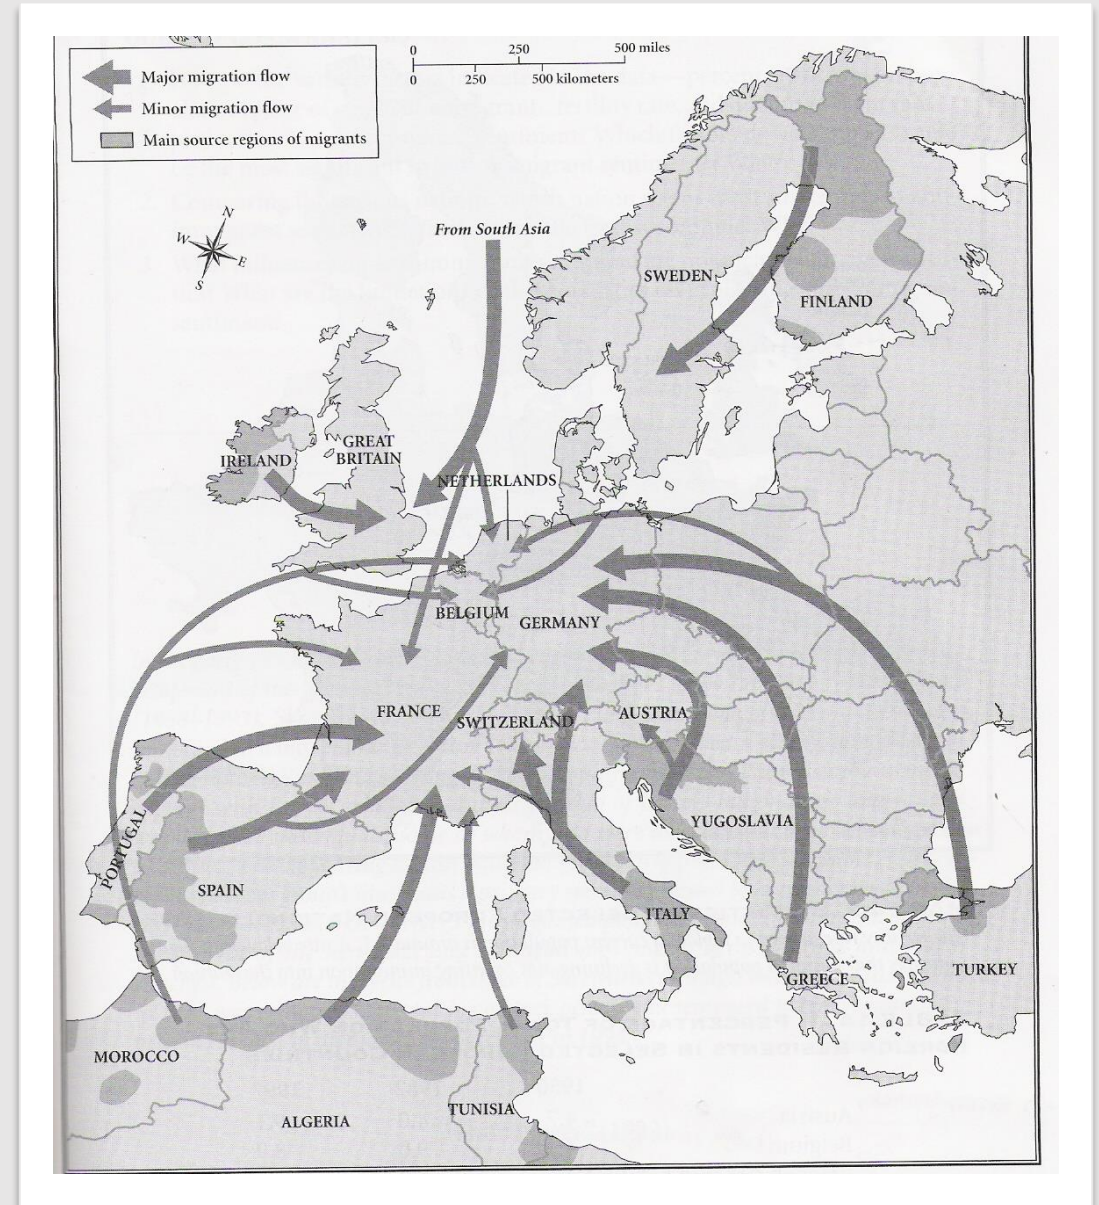 0 250 500 miles
0 250 500 kilometers
Major migration flow
Minor migration flow
Main source regions of migrants
N
W
E
S
From South Asia
SWEDEN
FINLAND
IRELAND
GREAT
BRITAIN
NETHERLANDS
BELGIUM
GERMANY
FRANCE
SWITZERLAND
AUSTRIA
PORTUGAL
YUGOSLAVIA
SPAIN
ITALY
GREECE
TURKEY
MOROCCO
ALGERIA
TUNISIA